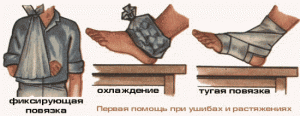 фиксирующая
повязка
охлаждение
тугая повязка
Первая помощь при ушибах и растяжениях